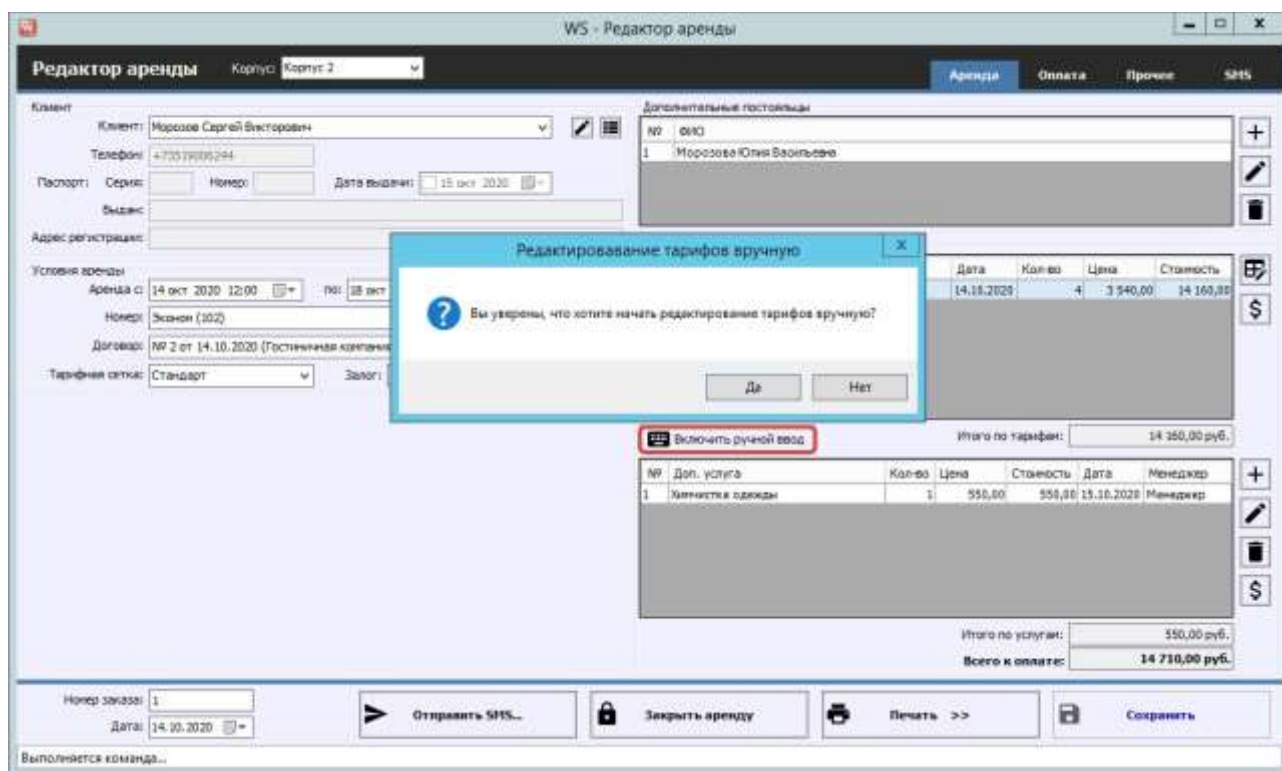 WS - Редактор аренды
Редактор аренды Корпус: Корпус 2
Аренда Оплата Прочее SMS
Клиент
Клиент: Морозов Сергей Викторович
Телефон:
Паспорт: Серия: Номер: Дата выдачи: 15 окт 2020
Выдан:
Адрес регистрации:
Дополнительные постояльцы
№ ФИО
1 Морозова Юлия Васильевна
Условия аренды
Аренда с: 14 окт 2020 12:00 по: 18 окт
Номер: Эконом (102)
Договор: № 2 от 14.10.2020 (Гостиничная компания
Тарифная сетка: Стандарт Залог:
Редактировавание тарифов вручную
Вы уверены, что хотите начать редактирование тарифов вручную?
Да Нет
Дата Кол-во Цена Стоимость
14.10.2020 4 3 540,00 14 160,00
Включить ручной ввод
Итого по тарифам: 14 160,00 руб.
№ Доп. услуга Кол-во Цена Стоимость Дата Менеджер
1 Химчистка одежды 1 550,00 550,00 15.10.2020 Менеджер
Итого по услугам: 550,00 руб.
Всего к оплате: 14 710,00 руб.
Номер заказа: 1
Дата: 14.10.2020
Отправить SMS...
Закрыть аренду
Печать >>
Сохранить
Выполняется команда...